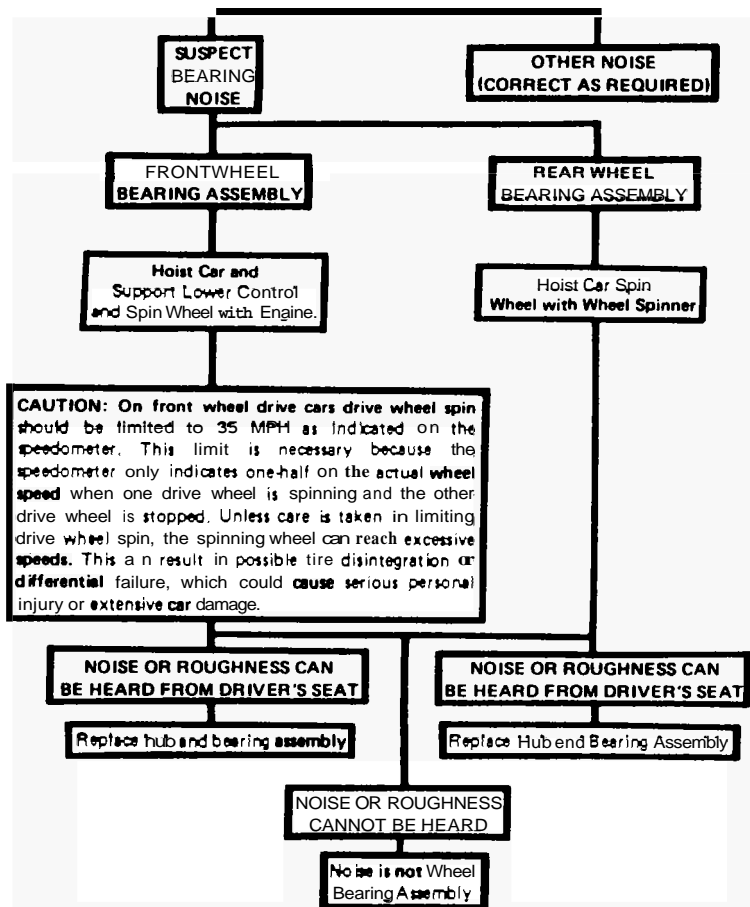 SUSPECT
BEARING
NOISE
OTHER NOISE
(CORRECT AS REQUIRED)
FRONTWHEEL
BEARING ASSEMBLY
REAR WHEEL
BEARING ASSEMBLY
Hoist Car and
Support Lower Control
and Spin Wheel with Engine.
Hoist Car Spin
Wheel with Wheel Spinner
CAUTION: On front wheel drive cars drive wheel spin
should be limited to 35 MPH as indicated on the
speedometer. This limit is necessary because the
speedometer only indicates one-half on the actual wheel
speed when one drive wheel is spinning and the other
drive wheel is stopped. Unless care is taken in limiting
drive wheel spin, the spinning wheel can reach excessive
speeds. This a n result in possible tire disintegration or
differential failure, which could cause serious personal
injury or extensive car damage.
NOISE OR ROUGHNESS CAN
BE HEARD FROM DRIVER'S SEAT
NOISE OR ROUGHNESS CAN
BE HEARD FROM DRIVER'S SEAT
Replace hub and bearing assembly
Replace Hub end Bearing Assembly
NOISE OR ROUGHNESS
CANNOT BE HEARD
Noise is not Wheel
Bearing Assembly